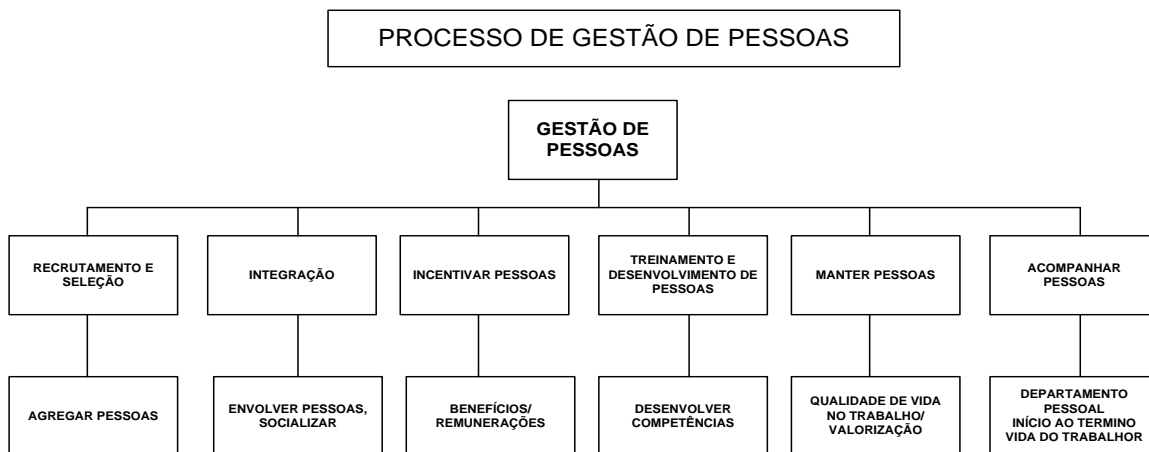 PROCESSO DE GESTÃO DE PESSOAS
GESTÃO DE
PESSOAS
RECRUTAMENTO E
SELEÇÃO
INTEGRAÇÃO
INCENTIVAR PESSOAS
TREINAMENTO E
DESENVOLVIMENTO DE
PESSOAS
MANTER PESSOAS
ACOMPANHAR
PESSOAS
AGREGAR PESSOAS
ENVOLVER PESSOAS,
SOCIALIZAR
BENEFÍCIOS/
REMUNERAÇÕES
DESENVOLVER
COMPETÊNCIAS
QUALIDADE DE VIDA
NO TRABALHO/
VALORIZAÇÃO
DEPARTAMENTO
PESSOAL
INÍCIO AO TERMINO
VIDA DO TRABALHOR